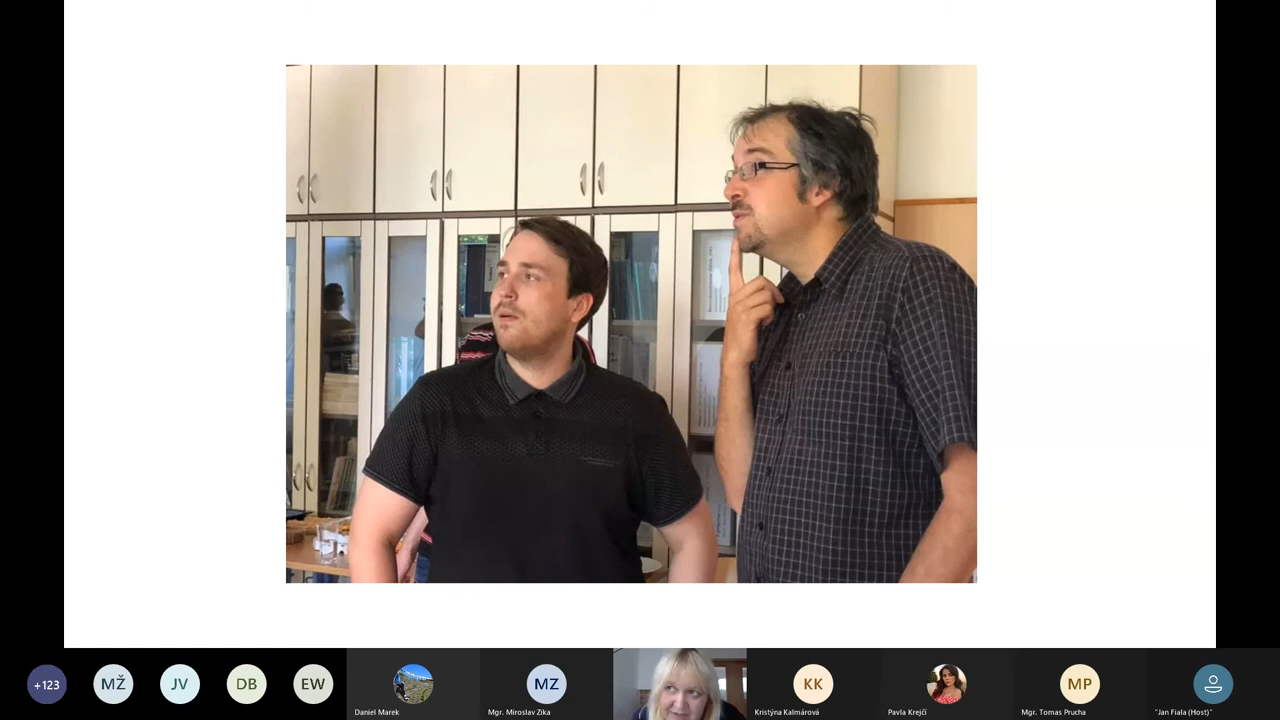 +123
MŽ
JV
DB
EW
Daniel Marek
MZ
Mgr. Miroslav Zika
KK
Kristýna Kalmárová
Pavla Krejčí
MP
Mgr. Tomas Prucha
"Jan Fiala (Host)"